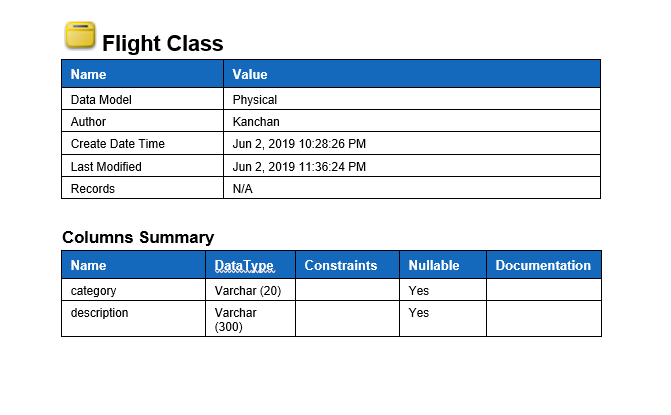 Flight Class
Name Value
Data Model Physical
Author Kanchan
Create Date Time Jun 2, 2019 10:28:26 PM
Last Modified Jun 2, 2019 11:36:24 PM
Records N/A
Columns Summary
Name DataType Constraints Nullable Documentation
category Varchar (20) Yes
description Varchar Yes
(300)